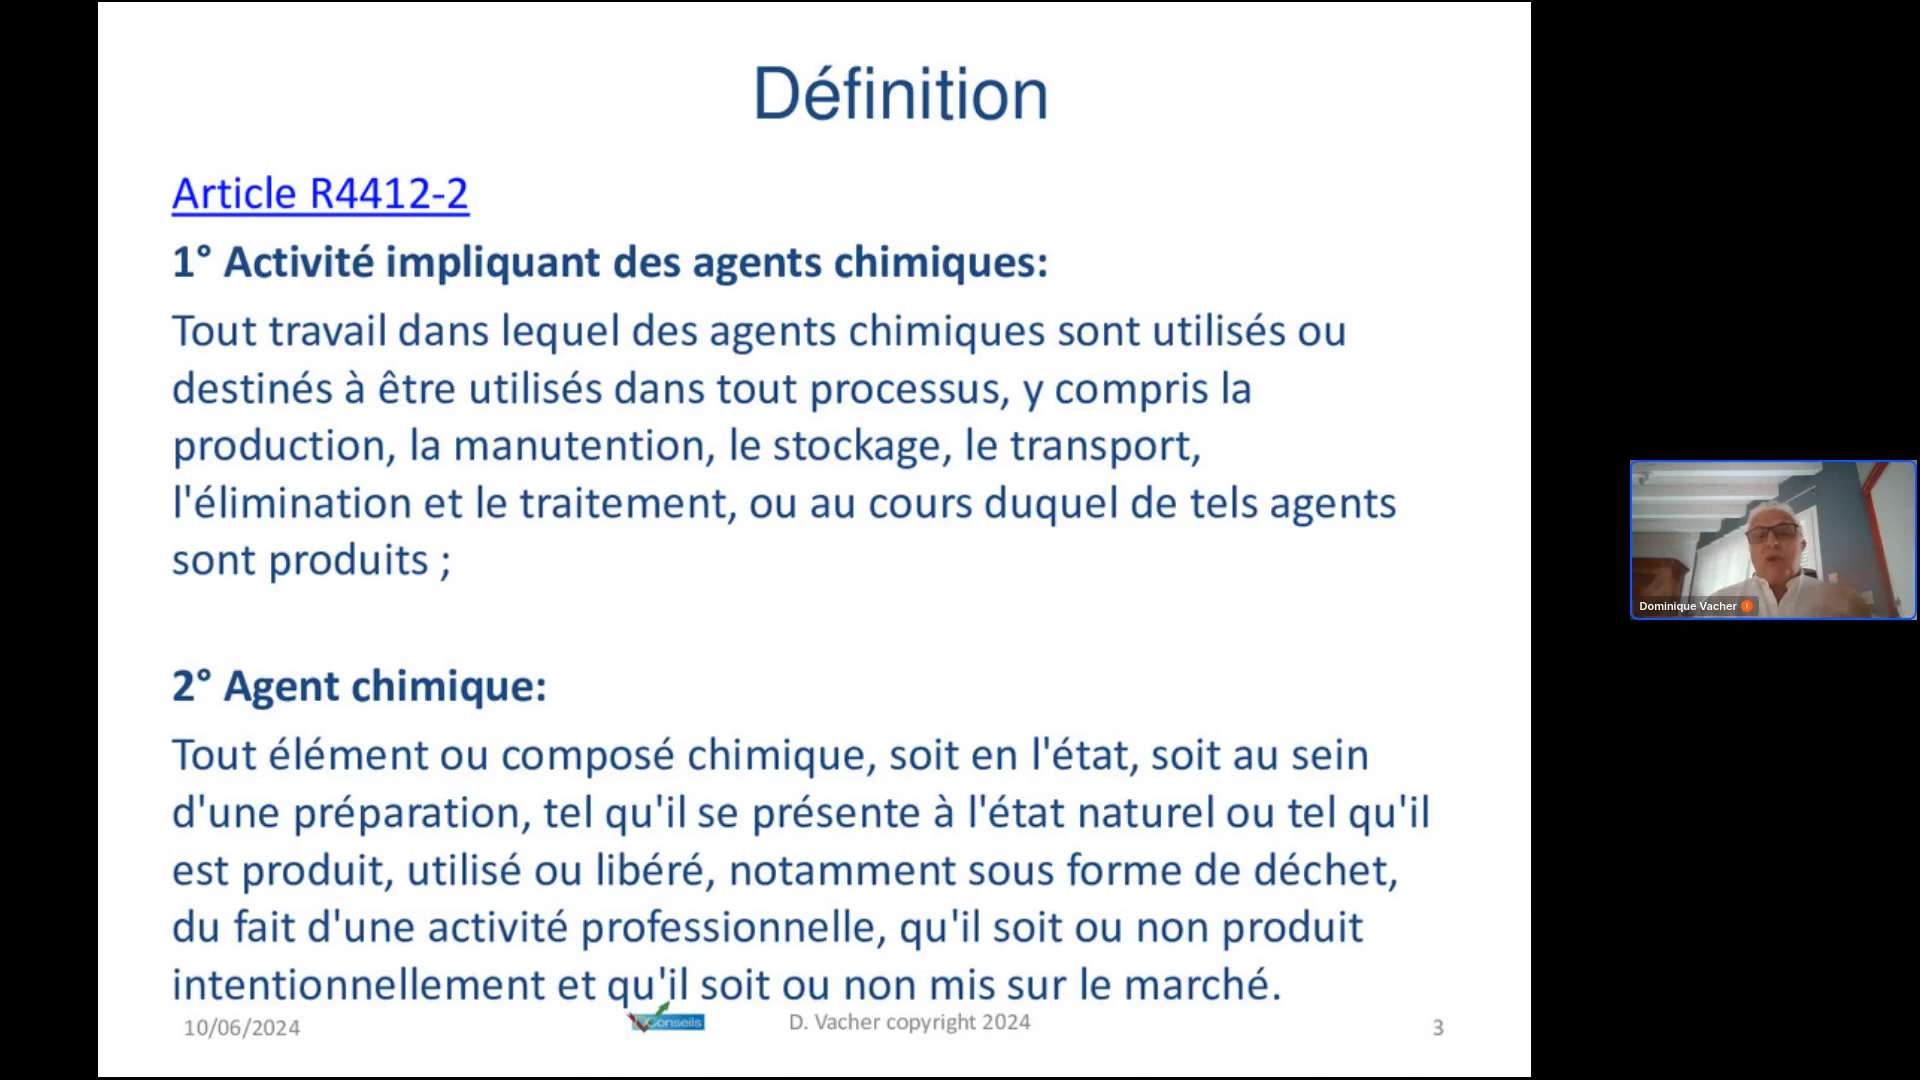 Définition
Article R4412-2
1° Activité impliquant des agents chimiques:
Tout travail dans lequel des agents chimiques sont utilisés ou
destinés à être utilisés dans tout processus, y compris la
production, la manutention, le stockage, le transport,
l'élimination et le traitement, ou au cours duquel de tels agents
sont produits ;
2° Agent chimique:
Tout élément ou composé chimique, soit en l'état, soit au sein
d'une préparation, tel qu'il se présente à l'état naturel ou tel qu'il
est produit, utilisé ou libéré, notamment sous forme de déchet,
du fait d'une activité professionnelle, qu'il soit ou non produit
intentionnellement et qu'il soit ou non mis sur le marché.
10/06/2024
Conseils
D. Vacher copyright 2024
3
Dominique Vacher